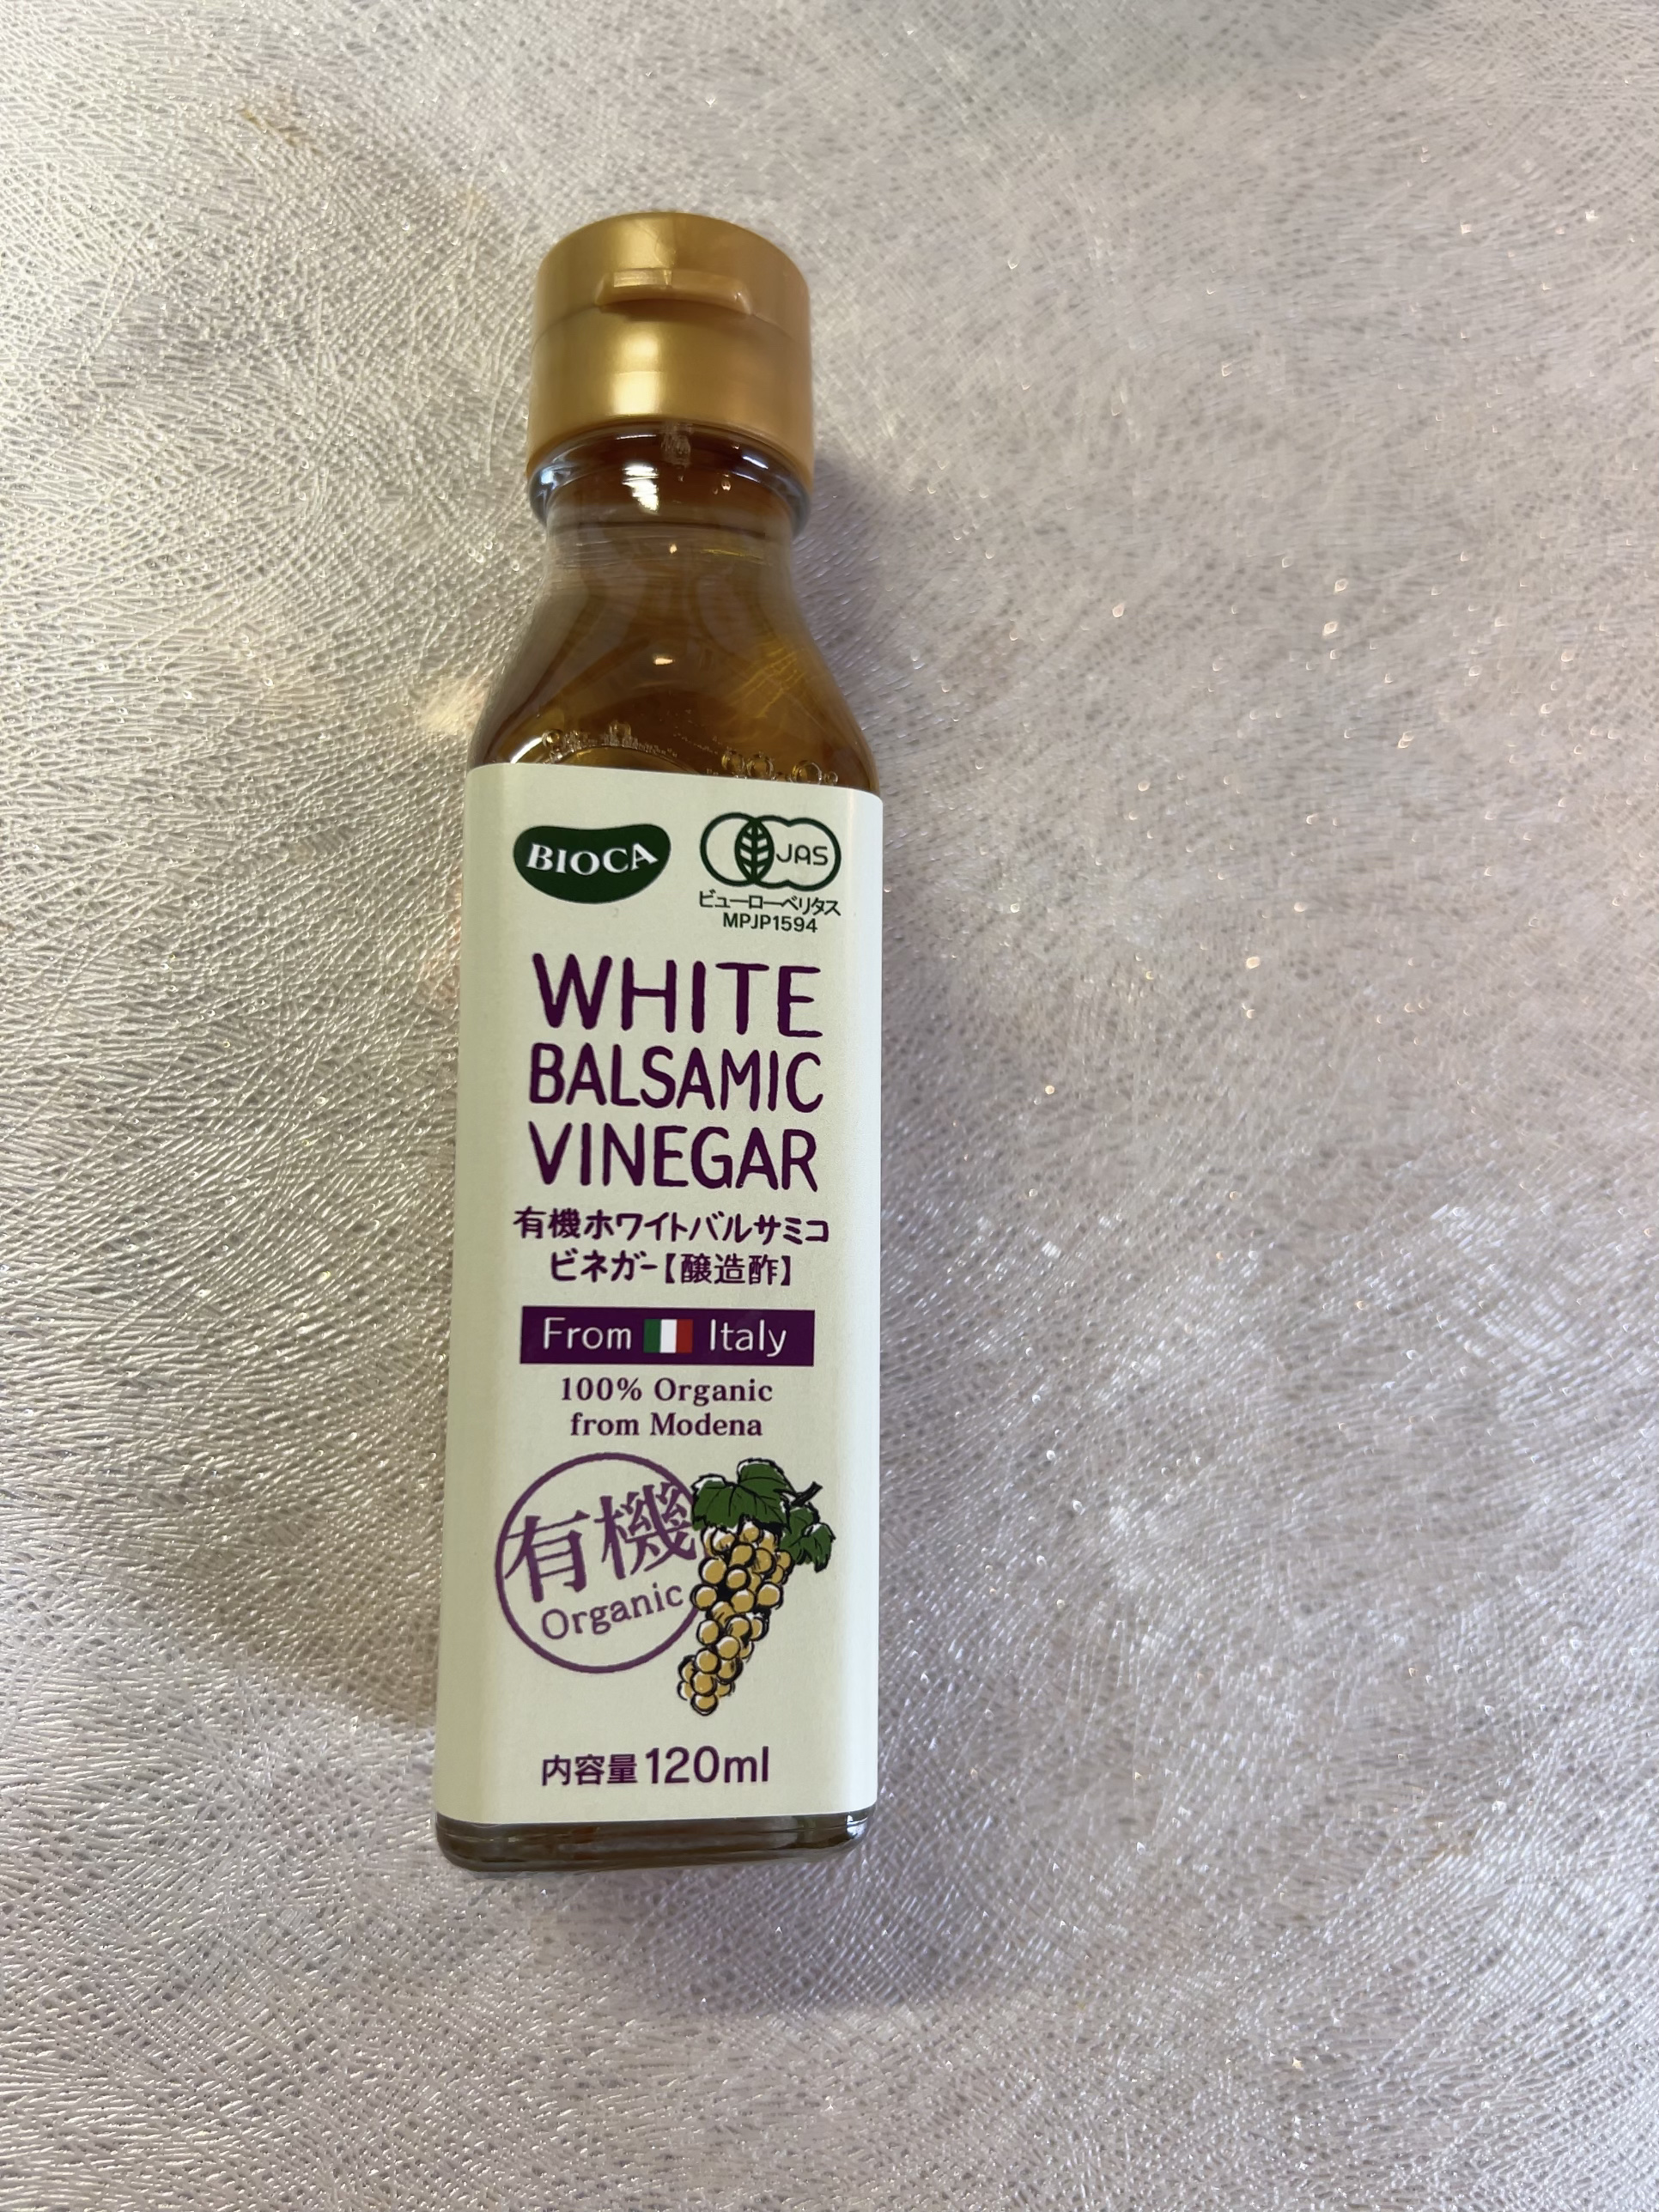 BIOCA
JAS
ビューローベリタス
MPJP1594
WHITE
BALSAMIC
VINEGAR
有機ホワイトバルサミコ
ビネガー【醸造酢】
From Italy
100% Organic
from Modena
有機
Organic
内容量120ml